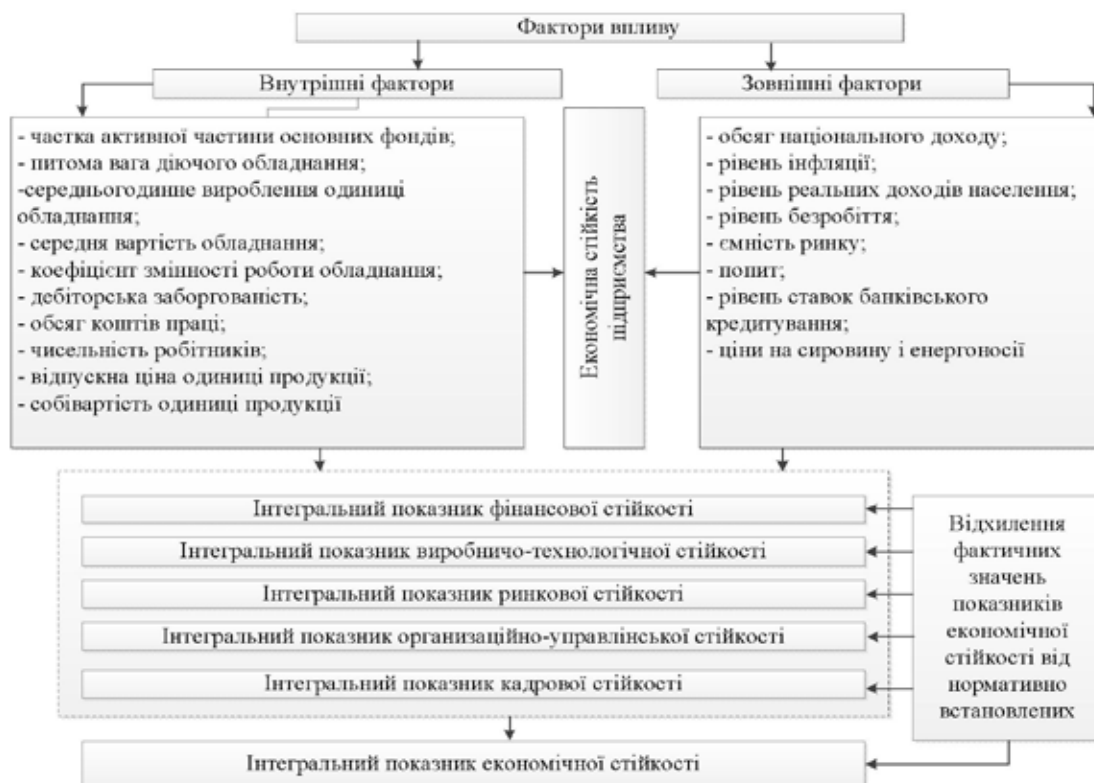 Фактори впливу
Внутрішні фактори
Зовнішні фактори
- частка активної частини основних фондів;
- питома вага діючого обладнання;
-середньогодинне вироблення одиниці
обладнання;
- середня вартість обладнання;
- коефіцієнт змінності роботи обладнання;
- дебіторська заборгованість;
- обсяг коштів праці;
- чисельність робітників;
- відпускна ціна одиниці продукції;
- собівартість одиниці продукції
Економічна стійкість
підприємства
- обсяг національного доходу;
- рівень інфляції;
- рівень реальних доходів населення;
- рівень безробіття;
- ємність ринку;
- попит;
- рівень ставок банківського
кредитування;
- ціни на сировину і енергоносії
Інтегральний показник фінансової стійкості
Інтегральний показник виробничо-технологічної стійкості
Інтегральний показник ринкової стійкості
Інтегральний показник організаційно-управлінської стійкості
Інтегральний показник кадрової стійкості
Відхилення
фактичних
значень
показників
економічної
стійкості від
нормативно
встановлених
Інтегральний показник економічної стійкості